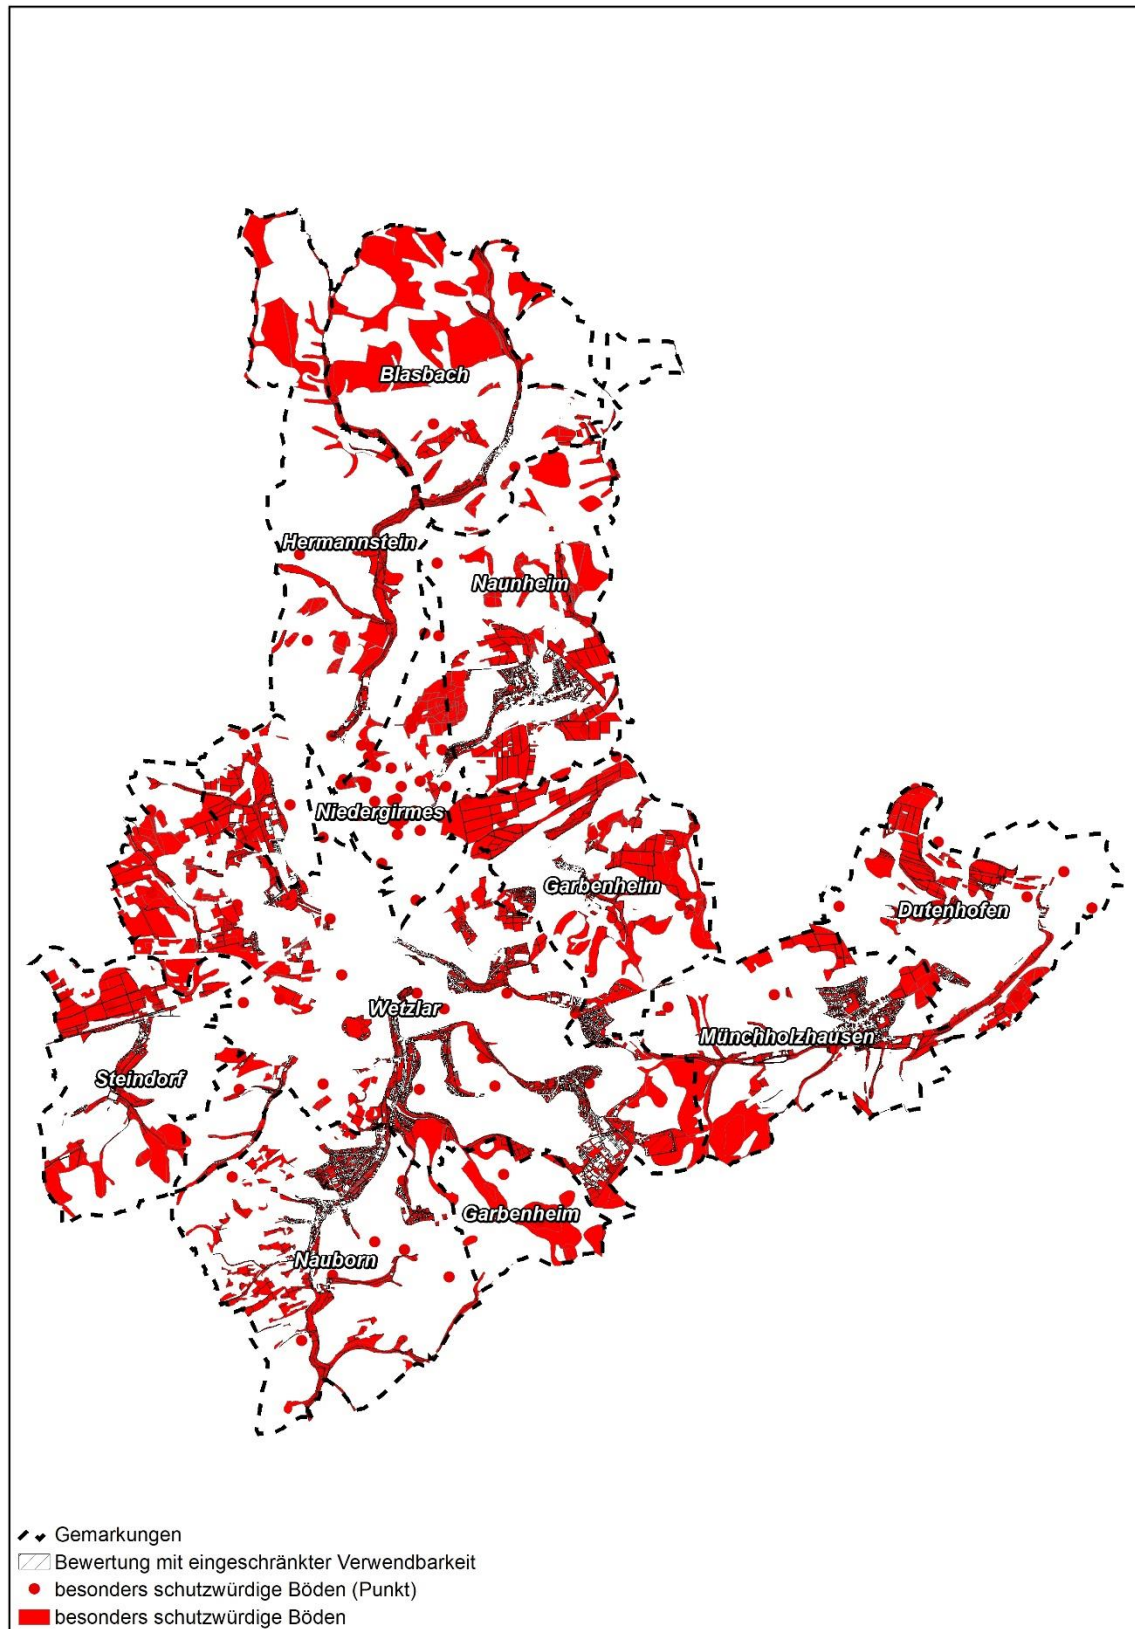 Blasbach
Hermannstein
Naunheim
Niedergirmes
Garbenheim
Dutenhofen
Wetzlar
Münchholzhausen
Steindorf
Garbenheim
Nauborn
Gemarkungen
Bewertung mit eingeschränkter Verwendbarkeit
besonders schutzwürdige Böden (Punkt)
besonders schutzwürdige Böden